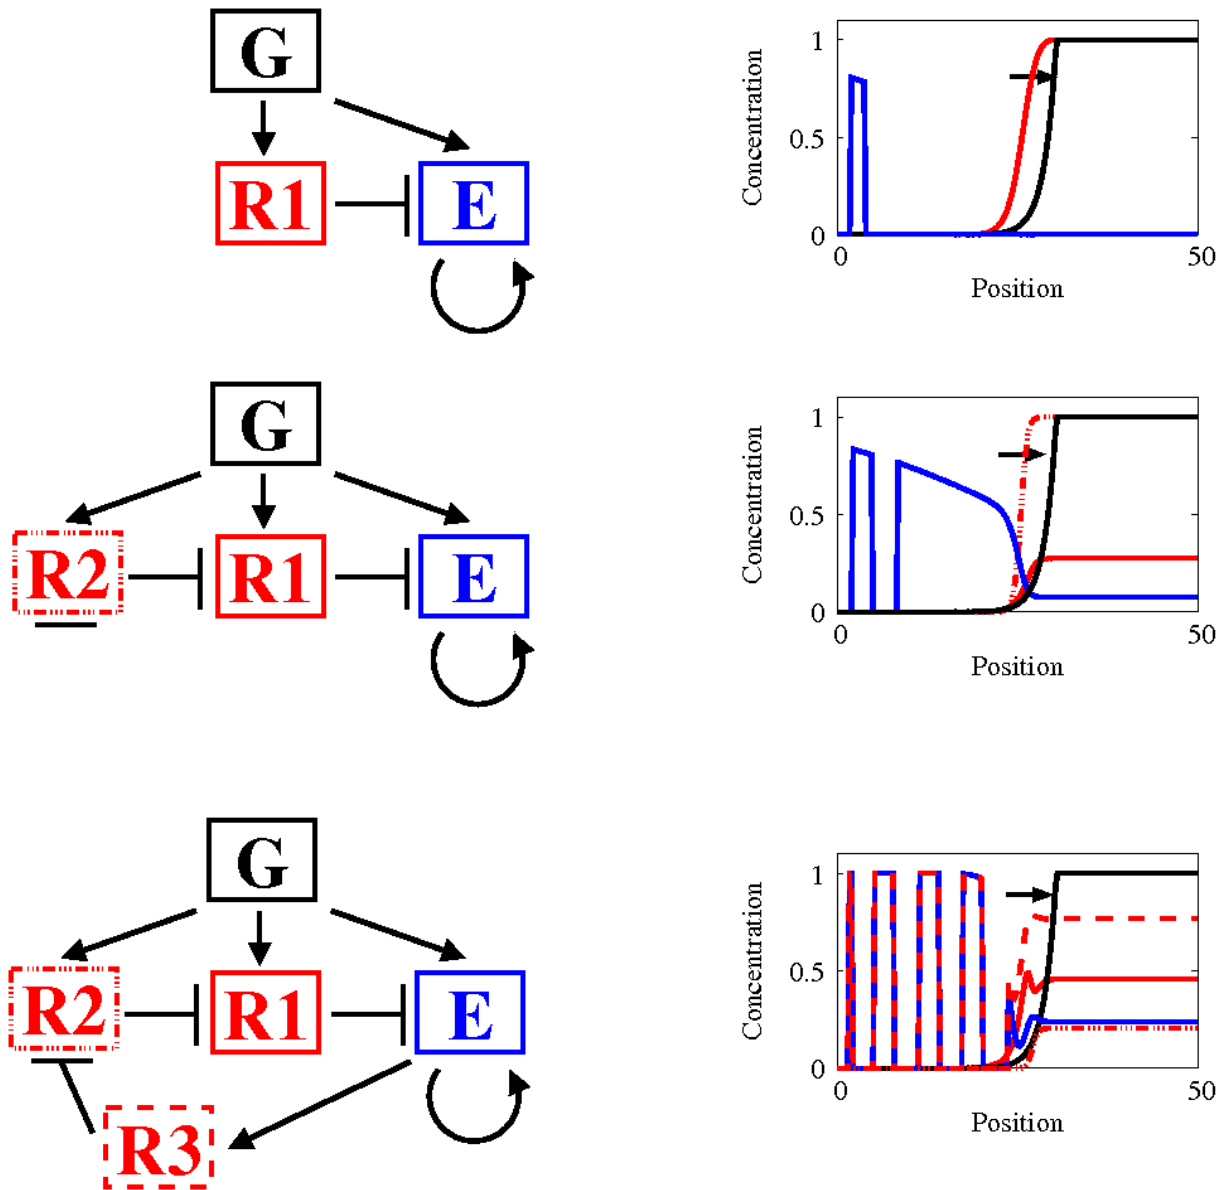 G
R1 E
1
0.5
0
Concentration
0 50
Position
G
R2 R1 E
1
0.5
0
Concentration
0 50
Position
G
R2 R1 E
R3
1
0.5
0
Concentration
0 50
Position